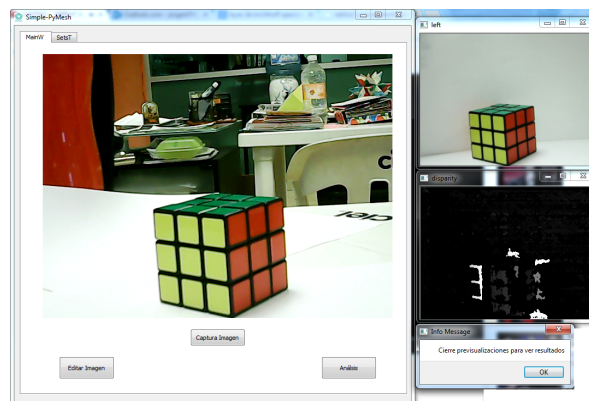 Simple-PyMesh
MainW
SetsT
Captura Imagen
Editar Imagen
Análisis
left
disparity
Info Message
Cierre previsualizaciones para ver resultados
OK